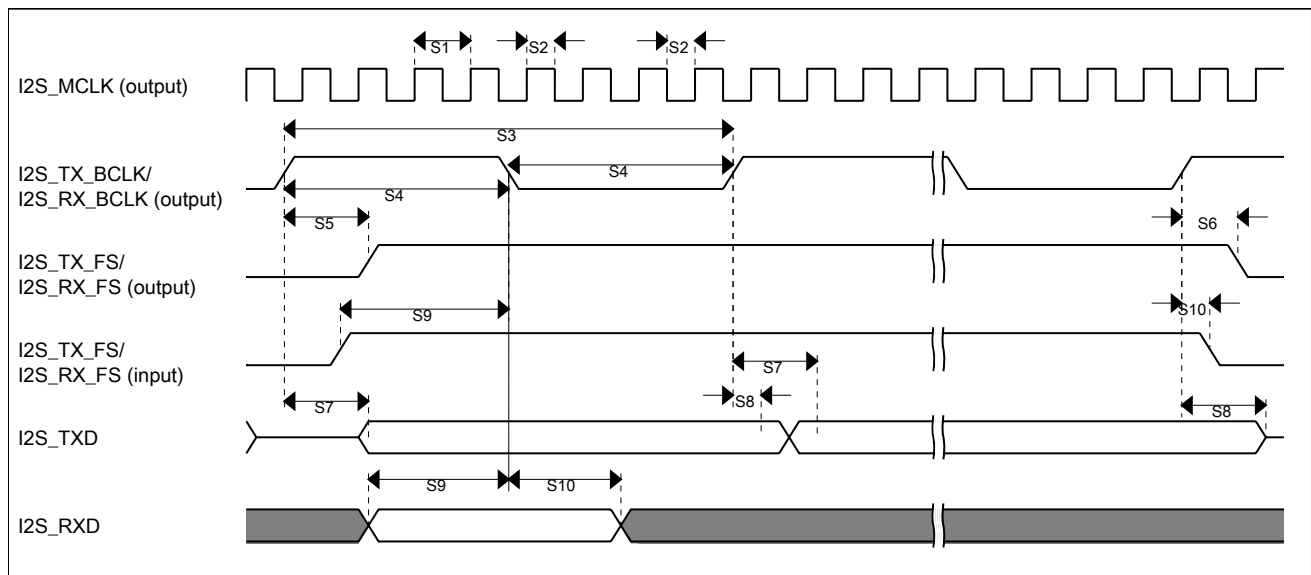 S1
S2
S2
I2S_MCLK (output)
S3
I2S_TX_BCLK/
I2S_RX_BCLK (output)
S4
S4
S5
S6
I2S_TX_FS/
I2S_RX_FS (output)
S9
S10
I2S_TX_FS/
I2S_RX_FS (input)
S7
S7
S8
S8
I2S_TXD
S9
S10
I2S_RXD